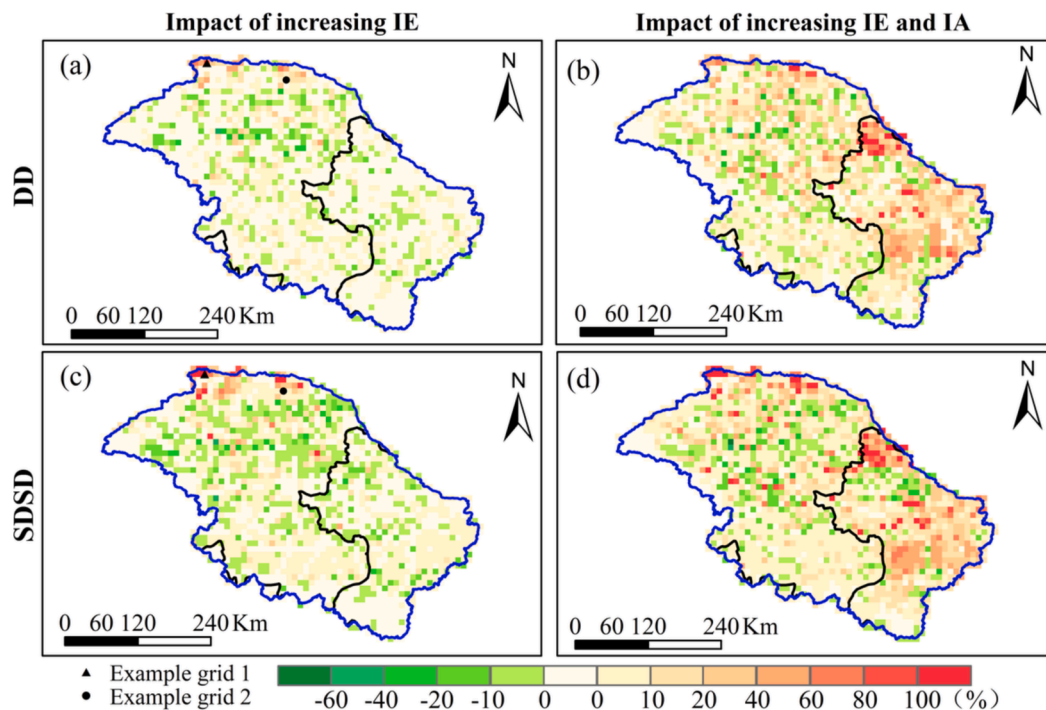 Impact of increasing IE
Impact of increasing IE and IA
DD
(a)
N
0 60 120 240 Km
(b)
N
0 60 120 240 Km
SDSD
(c)
N
0 60 120 240 Km
(d)
N
0 60 120 240 Km
Example grid 1
Example grid 2
-60 -40 -20 -10 0 0 10 20 40 60 80 100 (%)